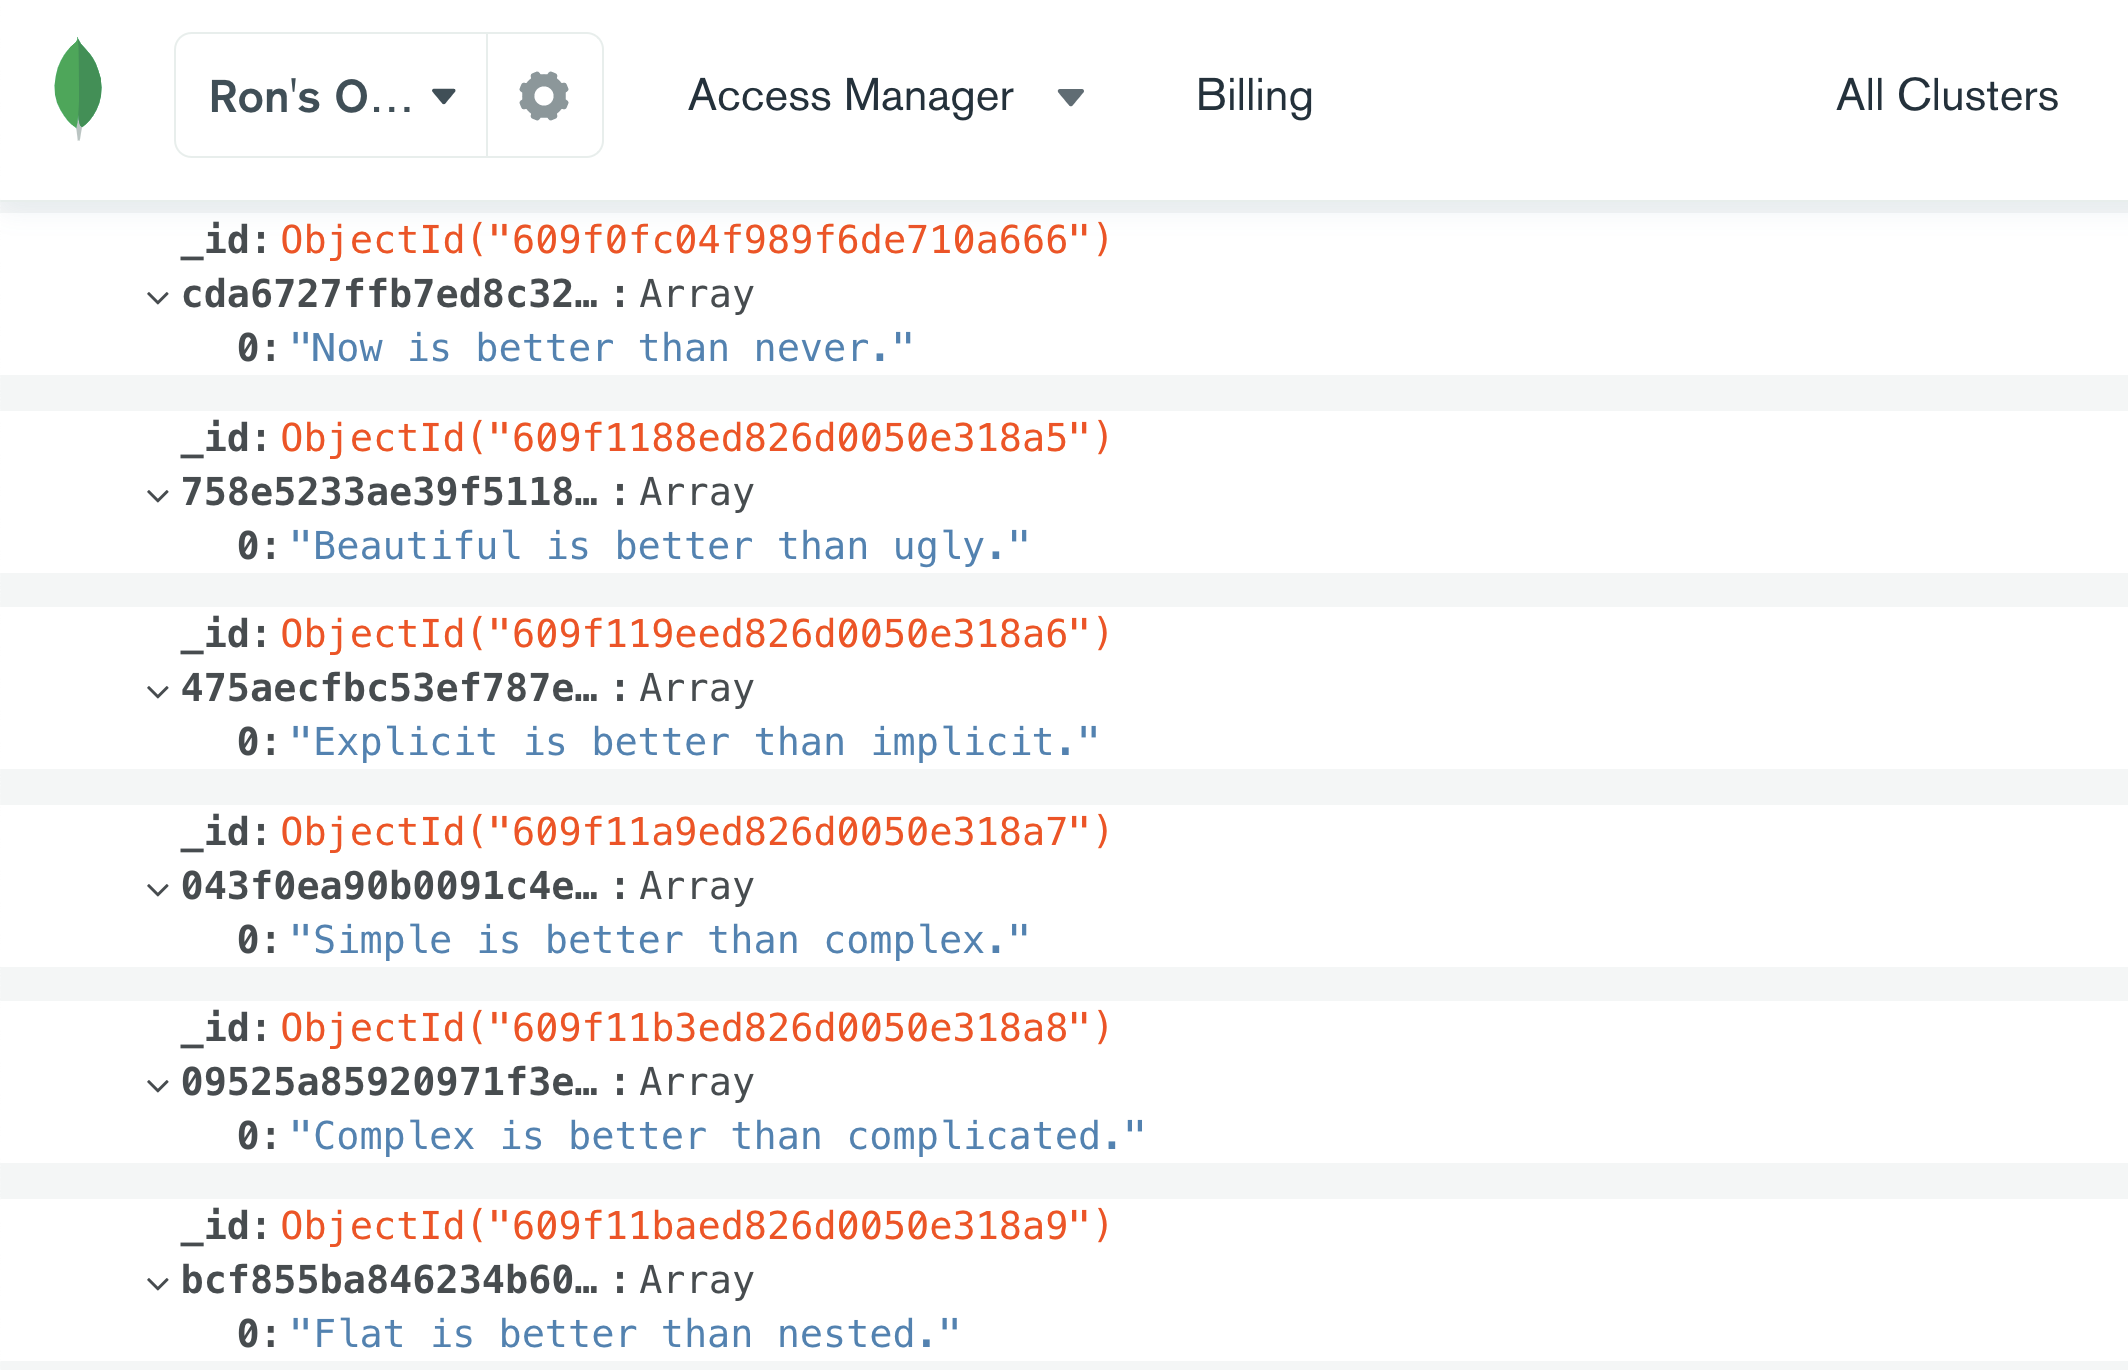 Ron's O... Access Manager Billing All Clusters
_id: ObjectId("609f0fc04f989f6de710a666")
cda6727ffb7ed8c32… : Array
0: "Now is better than never."
_id: ObjectId("609f1188ed826d0050e318a5")
758e5233ae39f5118… : Array
0: "Beautiful is better than ugly."
_id: ObjectId("609f119eed826d0050e318a6")
475aecfbc53ef787e… : Array
0: "Explicit is better than implicit."
_id: ObjectId("609f11a9ed826d0050e318a7")
043f0ea90b0091c4e… : Array
0: "Simple is better than complex."
_id: ObjectId("609f11b3ed826d0050e318a8")
09525a85920971f3e… : Array
0: "Complex is better than complicated."
_id: ObjectId("609f11baed826d0050e318a9")
bcf855ba846234b60… : Array
0: "Flat is better than nested."